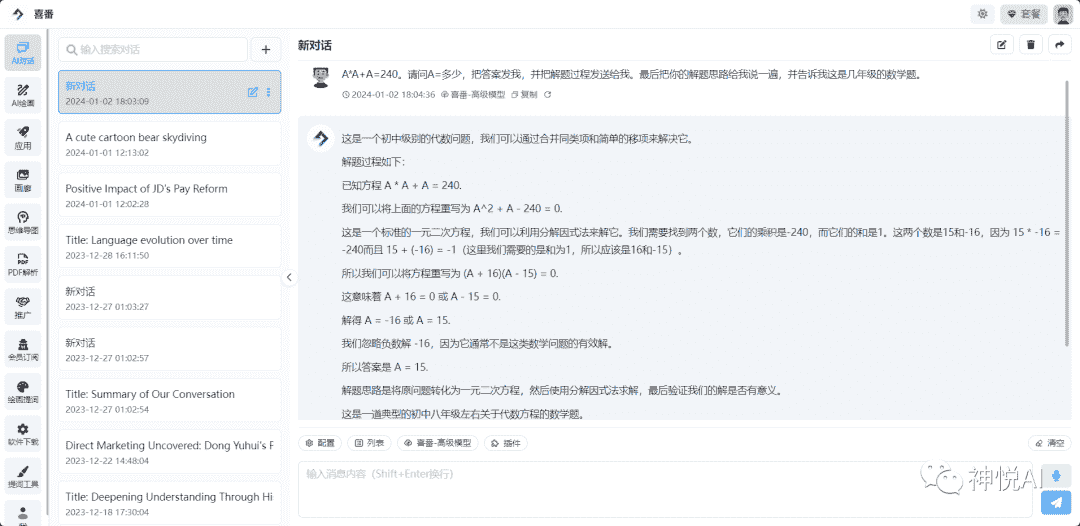 喜番
套餐
AI对话
AI绘画
应用
画廊
思维导图
PDF解析
推广
会员订阅
绘画提词
软件下载
提词工具
输入搜索对话
新对话
2024-01-02 18:03:09
A cute cartoon bear skydiving
2024-01-01 12:13:02
Positive Impact of JD's Pay Reform
2024-01-01 12:02:28
Title: Language evolution over time
2023-12-28 16:11:50
新对话
2023-12-27 01:03:27
新对话
2023-12-27 01:02:57
Title: Summary of Our Conversation
2023-12-27 01:02:54
Direct Marketing Uncovered: Dong Yuhui's F
2023-12-22 14:48:04
Title: Deepening Understanding Through Hi
2023-12-18 17:30:04
新对话
A*A+A=240。请问A=多少，把答案发我，并把解题过程发送给我。最后把你的解题思路给我说一遍，并告诉我这是几年级的数学题。
2024-01-02 18:04:36 喜番-高级模型 复制
这是一个初中级别的代数问题，我们可以通过合并同类项和简单的移项来解决它。
解题过程如下：
已知方程 A * A + A = 240.
我们可以将上面的方程重写为 A^2 + A - 240 = 0.
这是一个标准的一元二次方程，我们可以利用分解因式法来解它。我们需要找到两个数，它们的乘积是-240，而它们的和是1。这两个数是15和-16，因为 15 * -16 =
-240而且 15 + (-16) = -1（这里我们需要的是和为1，所以应该是16和-15）。
所以我们可以将方程重写为 (A + 16)(A - 15) = 0.
这意味着 A + 16 = 0 或 A - 15 = 0.
解得 A = -16 或 A = 15.
我们忽略负数解 -16，因为它通常不是这类数学问题的有效解。
所以答案是 A = 15.
解题思路是将原问题转化为一元二次方程，然后使用分解因式法求解，最后验证我们的解是否有意义。
这是一道典型的初中八年级左右关于代数方程的数学题。
配置 列表 喜番-高级模型 插件 清空
输入消息内容（Shift+Enter换行）
神悦AI